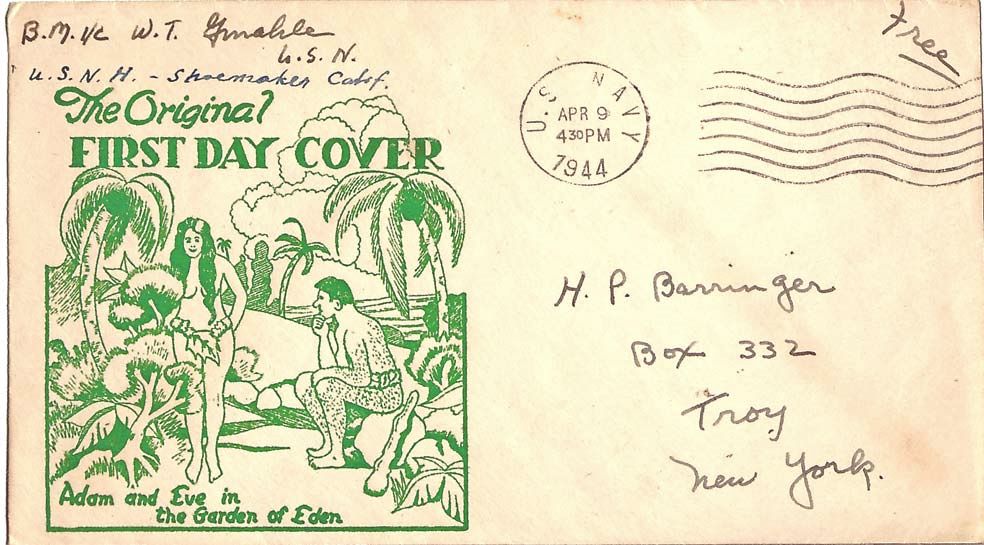 B.M. 1/c W. T.
U.S.N.
U.S.N.H. - Shoemaker Calif.
Free
The Original
FIRST DAY COVER
U.S. NAVY
APR 9
4 30 PM
1944
H. P. Barringer
Box 332
Troy
New York.
Adam and Eve in
the Garden of Eden